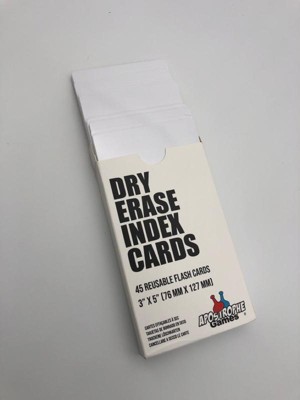 DRY
ERASE
INDEX
CARDS
45 REUSABLE FLASH CARDS
3" X 5" (76 MM X 127 MM)
APOSTROPHE
Games